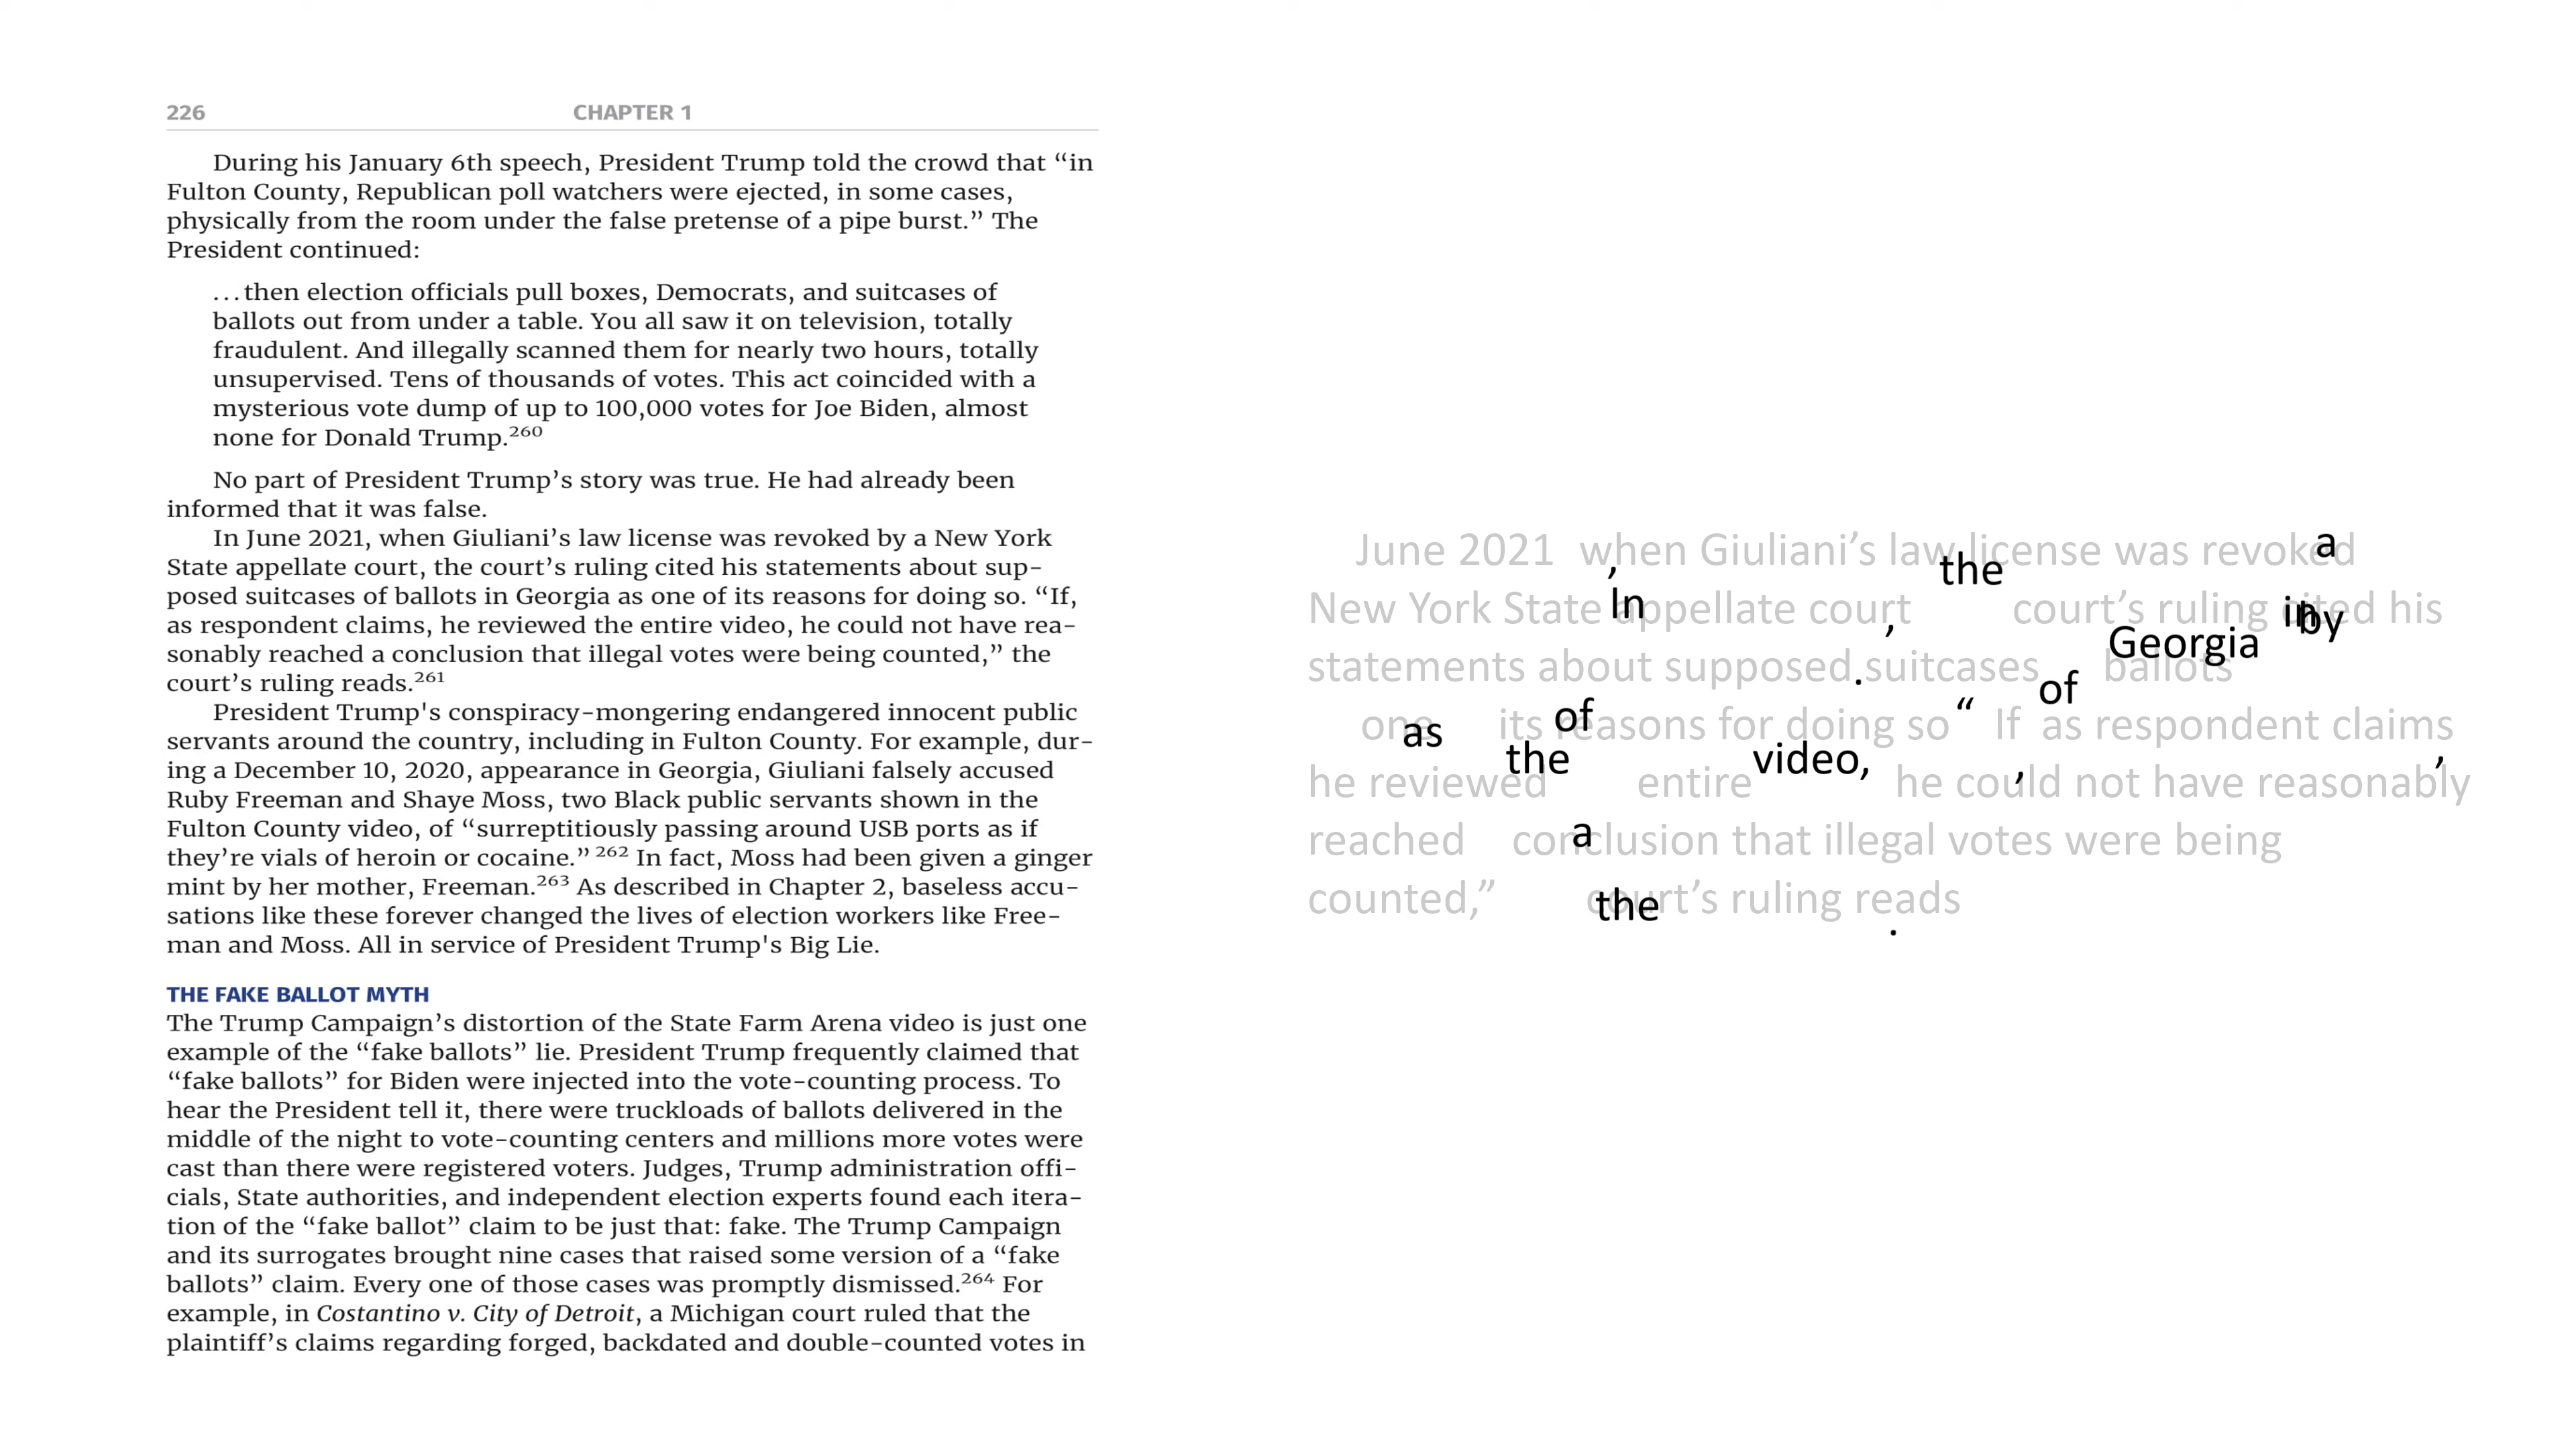 226 CHAPTER 1
During his January 6th speech, President Trump told the crowd that “in
Fulton County, Republican poll watchers were ejected, in some cases,
physically from the room under the false pretense of a pipe burst.” The
President continued:
...then election officials pull boxes, Democrats, and suitcases of
ballots out from under a table. You all saw it on television, totally
fraudulent. And illegally scanned them for nearly two hours, totally
unsupervised. Tens of thousands of votes. This act coincided with a
mysterious vote dump of up to 100,000 votes for Joe Biden, almost
none for Donald Trump.260
No part of President Trump’s story was true. He had already been
informed that it was false.
In June 2021, when Giuliani’s law license was revoked by a New York
State appellate court, the court’s ruling cited his statements about sup-
posed suitcases of ballots in Georgia as one of its reasons for doing so. “If,
as respondent claims, he reviewed the entire video, he could not have rea-
sonably reached a conclusion that illegal votes were being counted,” the
court’s ruling reads.261
President Trump's conspiracy-mongering endangered innocent public
servants around the country, including in Fulton County. For example, dur-
ing a December 10, 2020, appearance in Georgia, Giuliani falsely accused
Ruby Freeman and Shaye Moss, two Black public servants shown in the
Fulton County video, of “surreptitiously passing around USB ports as if
they’re vials of heroin or cocaine.” 262 In fact, Moss had been given a ginger
mint by her mother, Freeman.263 As described in Chapter 2, baseless accu-
sations like these forever changed the lives of election workers like Free-
man and Moss. All in service of President Trump's Big Lie.
THE FAKE BALLOT MYTH
The Trump Campaign’s distortion of the State Farm Arena video is just one
example of the “fake ballots” lie. President Trump frequently claimed that
“fake ballots” for Biden were injected into the vote-counting process. To
hear the President tell it, there were truckloads of ballots delivered in the
middle of the night to vote-counting centers and millions more votes were
cast than there were registered voters. Judges, Trump administration offi-
cials, State authorities, and independent election experts found each itera-
tion of the “fake ballot” claim to be just that: fake. The Trump Campaign
and its surrogates brought nine cases that raised some version of a “fake
ballots” claim. Every one of those cases was promptly dismissed.264 For
example, in Costantino v. City of Detroit, a Michigan court ruled that the
plaintiff’s claims regarding forged, backdated and double-counted votes in
June 2021 when Giuliani’s law license was revoked a
, the
New York State In appellate court , court’s ruling cited his in by
Georgia
statements about supposed . suitcases of ballots
one as its of reasons for doing so “ If as respondent claims
the video, , ,
he reviewed entire he could not have reasonably
reached a conclusion that illegal votes were being
counted,” the court’s ruling reads
.